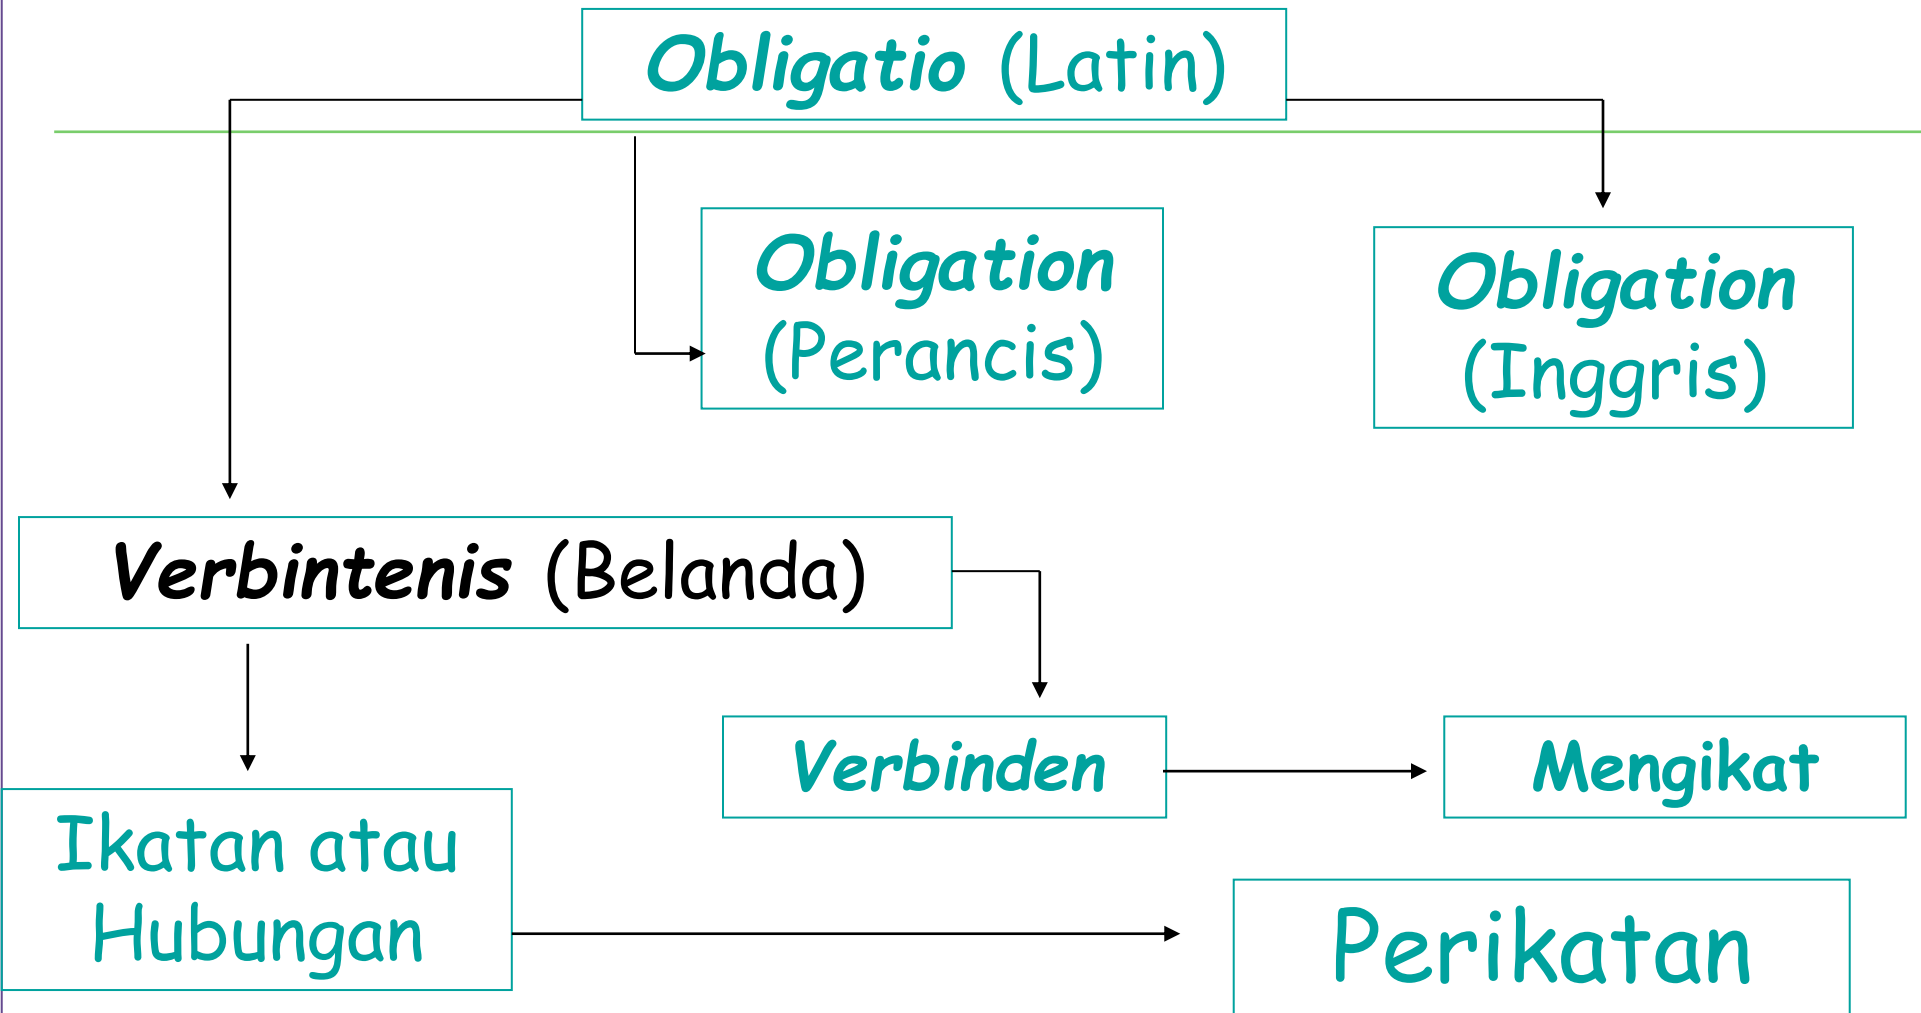 Obligatio (Latin)
Obligation
(Perancis)
Obligation
(Inggris)
Verbintenis (Belanda)
Verbinden
Mengikat
Ikatan atau
Hubungan
Perikatan